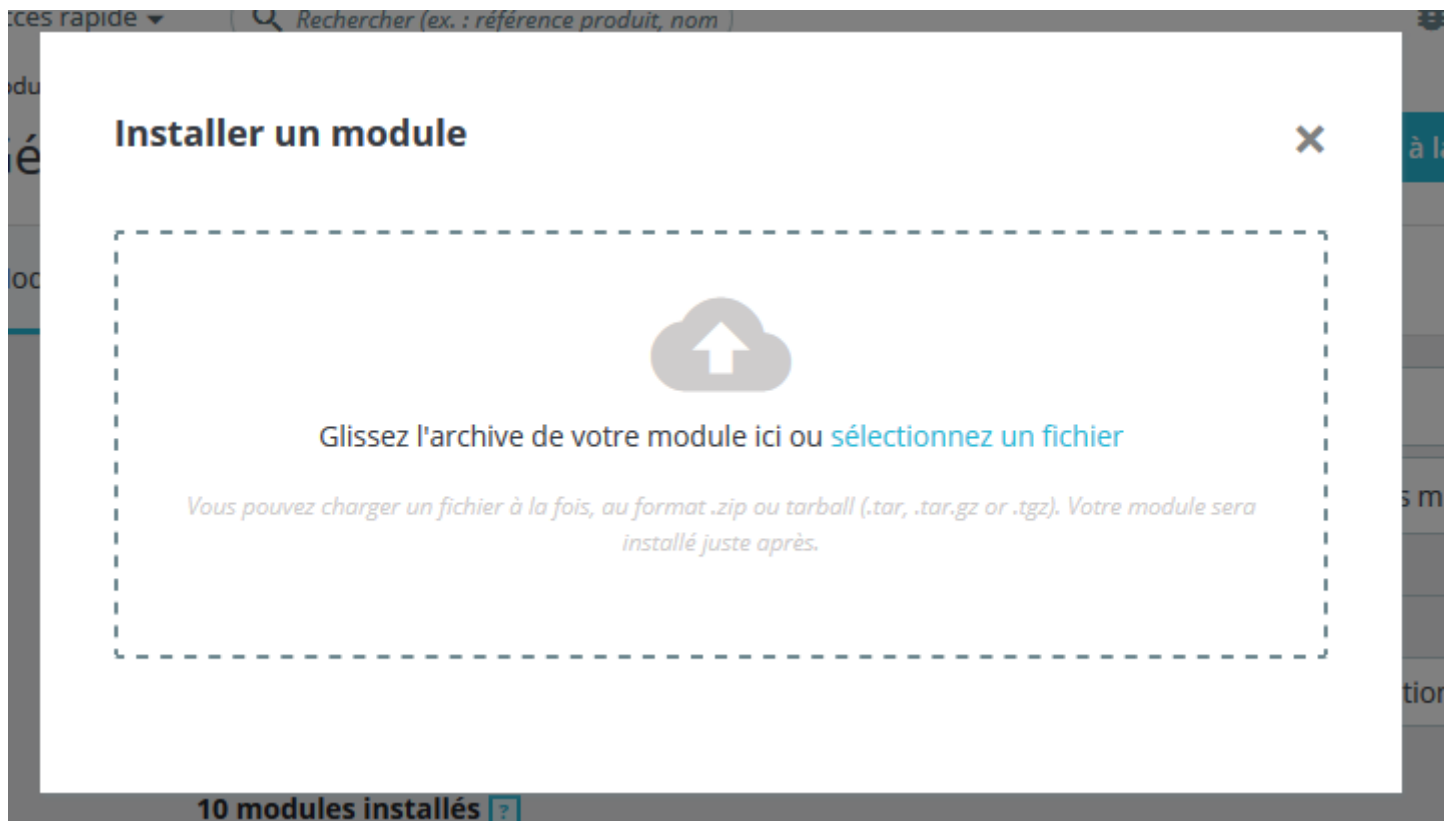 rapide
Rechercher (ex. : référence produit, nom
Installer un module
à
Glissez l'archive de votre module ici ou sélectionnez un fichier
Vous pouvez charger un fichier à la fois, au format .zip ou tarball (.tar, .tar.gz or .tgz). Votre module sera
installé juste après.
10 modules installés ?